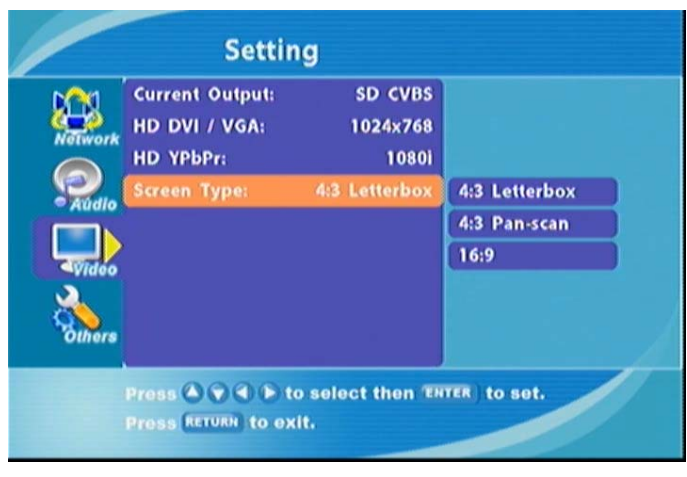 Setting
Network
Audio
Video
Others
Current Output: SD CVBS
HD DVI / VGA: 1024x768
HD YPbPr: 1080i
Screen Type: 4:3 Letterbox
4:3 Letterbox
4:3 Pan-scan
16:9
Press to select then ENTER to set.
Press RETURN to exit.